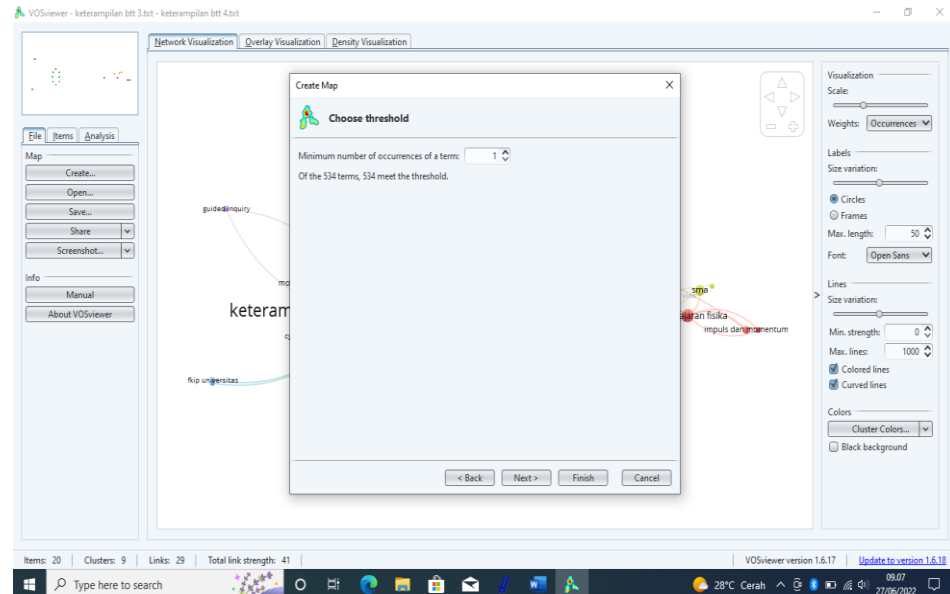 VOSviewer - keterampilan btt 3.txt - keterampilan btt 4.txt
Network Visualization
Overlay Visualization
Density Visualization
File
Items
Analysis
Map
Create...
Open...
Save...
Share
Screenshot...
Info
Manual
About VOSviewer
guided inquiry
keteram
fkip universitas
Create Map
Choose threshold
Minimum number of occurrences of a term: 1
Of the 534 terms, 534 meet the threshold.
< Back
Next >
Finish
Cancel
sma
ajaran fisika
impuls dan momentum
>
Visualization
Scale:
Weights: Occurrences
Labels
Size variation:
Circles
Frames
Max. length: 50
Font: Open Sans
Lines
Size variation:
Min. strength: 0
Max. lines: 1000
Colored lines
Curved lines
Colors
Cluster Colors...
Black background
Items: 20 Clusters: 9 Links: 29 Total link strength: 41
VOSviewer version 1.6.17 Update to version 1.6.18
Type here to search
28°C Cerah
09.07
27/06/2022